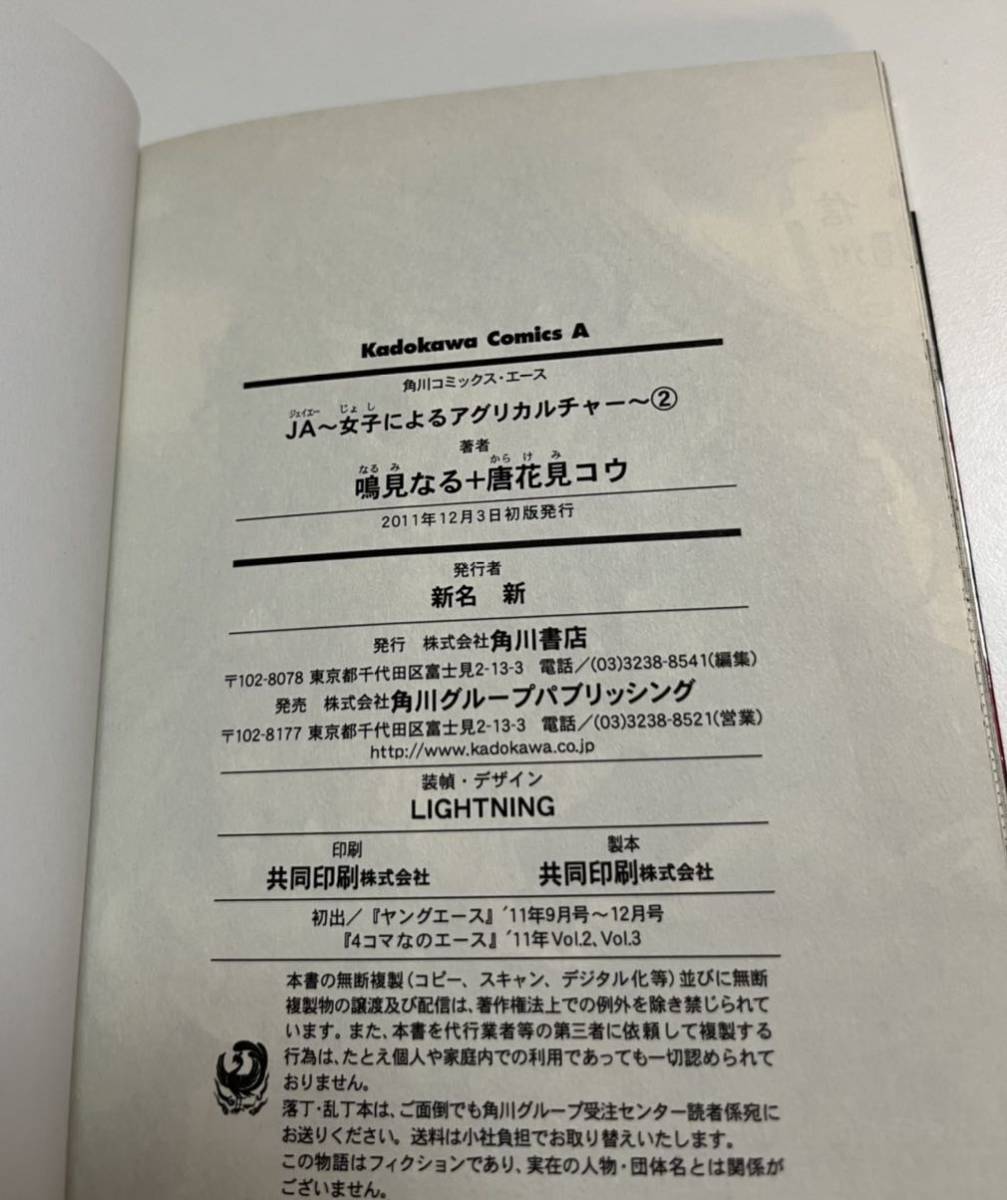 Kadokawa Comics A
角川コミックス・エース
ジェイエー じょし
JA〜女子によるアグリカルチャー〜②
著者
なるみ からけみ
鳴見なる+唐花見コウ
2011年12月3日初版発行
発行者
新名 新
発行 株式会社角川書店
〒102-8078 東京都千代田区富士見2-13-3 電話/(03)3238-8541(編集)
発売 株式会社角川グループパブリッシング
〒102-8177 東京都千代田区富士見2-13-3 電話/(03)3238-8521(営業)
http://www.kadokawa.co.jp
装幀・デザイン
LIGHTNING
印刷 製本
共同印刷株式会社 共同印刷株式会社
初出/『ヤングエース』'11年9月号〜12月号
『4コマなのエース』'11年Vol.2、Vol.3
本書の無断複製(コピー、スキャン、デジタル化等)並びに無断
複製物の譲渡及び配信は、著作権法上での例外を除き禁じられて
います。また、本書を代行業者等の第三者に依頼して複製する
行為は、たとえ個人や家庭内での利用であっても一切認められて
おりません。
落丁・乱丁本は、ご面倒でも角川グループ受注センター読者係宛に
お送りください。送料は小社負担でお取り替えいたします。
この物語はフィクションであり、実在の人物・団体名とは関係が
ございません。